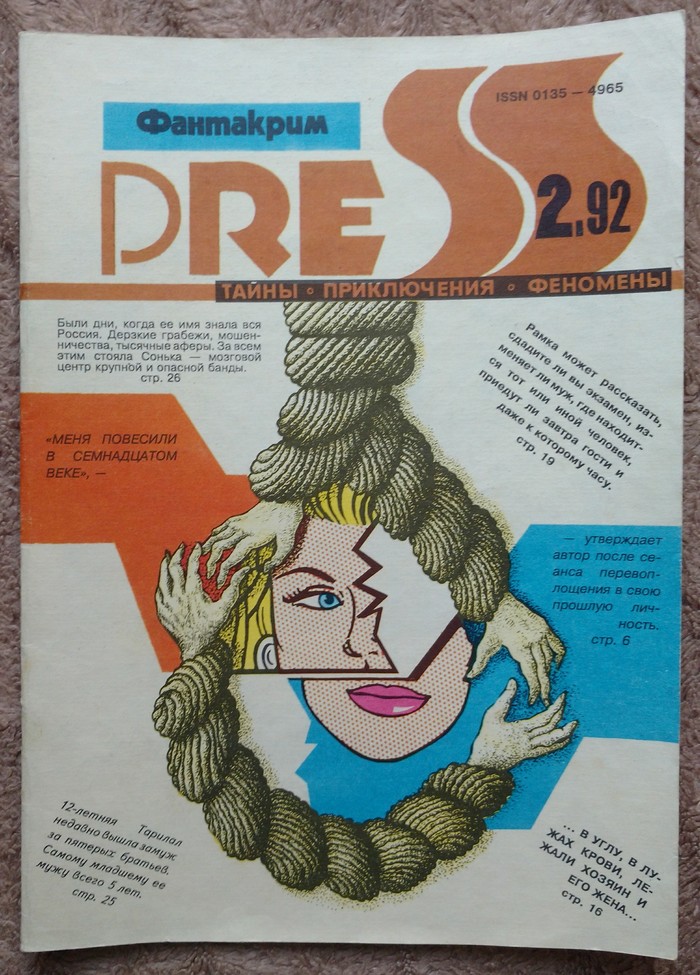 ISSN 0135 — 4965
Фантакрим
PRESS
2.92
ТАЙНЫ • ПРИКЛЮЧЕНИЯ • ФЕНОМЕНЫ
Были дни, когда ее имя знала вся
Россия. Дерзкие грабежи, мошен-
ничества, тысячные аферы. За всем
этим стояла Сонька — мозговой
центр крупной и опасной банды.
стр. 26
Рамка может рассказать,
сдадите ли вы экзамен, из-
меняет ли муж, где находит-
ся тот или иной человек,
приедут ли завтра гости и
даже к которому часу.
стр. 19
«МЕНЯ ПОВЕСИЛИ
В СЕМНАДЦАТОМ
ВЕКЕ», —
— утверждает
автор после се-
анса перевоп-
лощения в свою
прошлую лич-
ность.
стр. 6
12-летняя Тарилал
недавно вышла замуж
за пятерых братьев.
Самому младшему ее
мужу всего 5 лет.
стр. 25
... В УГЛУ, В ЛУ-
ЖАХ КРОВИ, ЛЕ-
ЖАЛИ ХОЗЯИН И
ЕГО ЖЕНА...
стр. 16